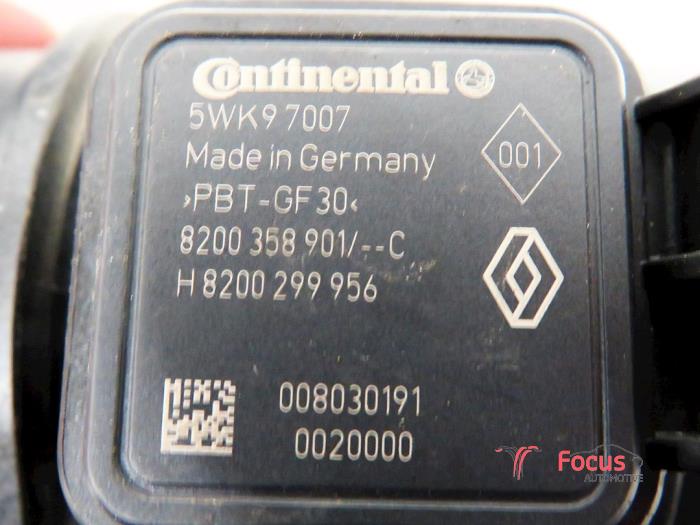 Continental
5WK9 7007
Made in Germany
001
›PBT-GF30‹
8200 358 901/--C
H 8200 299 956
008030191
0020000
Focus
AUTOMOTIVE